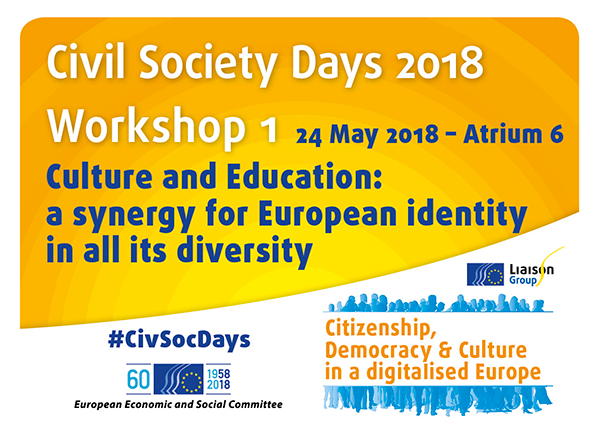 Civil Society Days 2018
Workshop 1 24 May 2018 – Atrium 6
Culture and Education:
a synergy for European identity
in all its diversity
Liaison
Group
#CivSocDays
Citizenship,
Democracy & Culture
in a digitalised Europe
60 1958
2018
European Economic and Social Committee